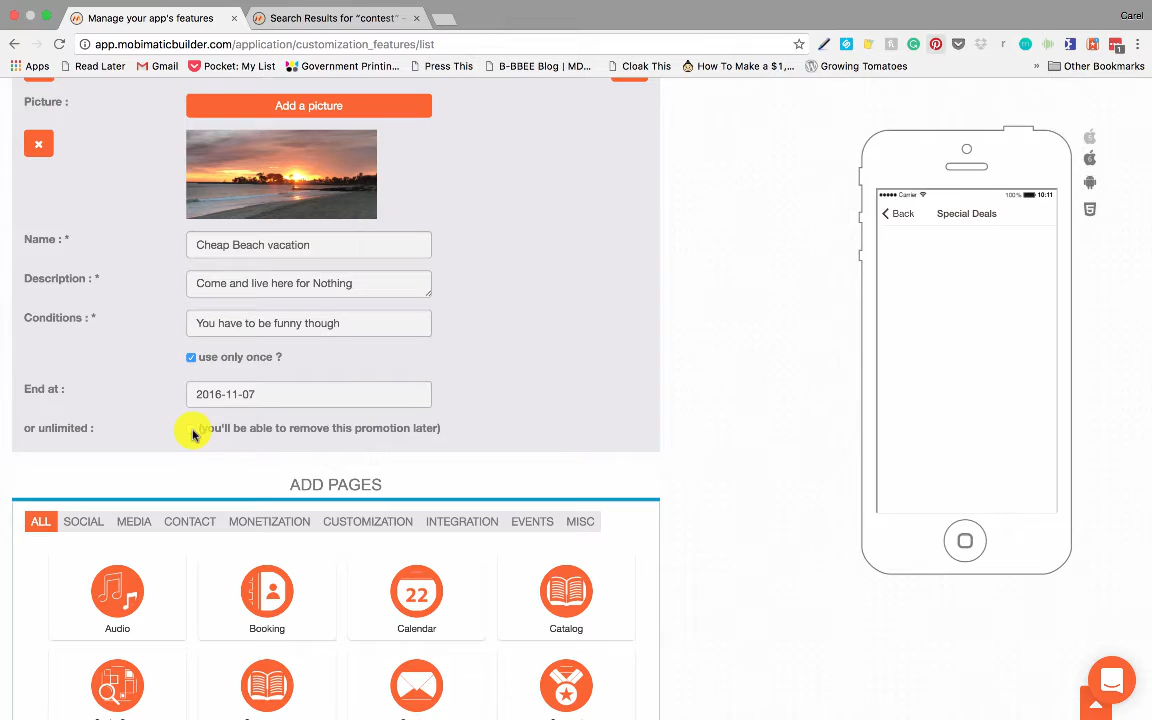 Manage your app's features
Search Results for “contest” –
Carel
app.mobimaticbuilder.com/application/customization_features/list
Apps
Read Later
Gmail
Pocket: My List
Government Printin...
Press This
B-BBEE Blog | MD...
Cloak This
How To Make a $1,...
Growing Tomatoes
»
Other Bookmarks
Picture :
Add a picture
Name : *
Cheap Beach vacation
Description : *
Come and live here for Nothing
Conditions : *
You have to be funny though
use only once ?
End at :
2016-11-07
or unlimited :
(you'll be able to remove this promotion later)
Carrier
100%
10:11
Back
Special Deals
ADD PAGES
ALL
SOCIAL
MEDIA
CONTACT
MONETIZATION
CUSTOMIZATION
INTEGRATION
EVENTS
MISC
22
Audio
Booking
Calendar
Catalog